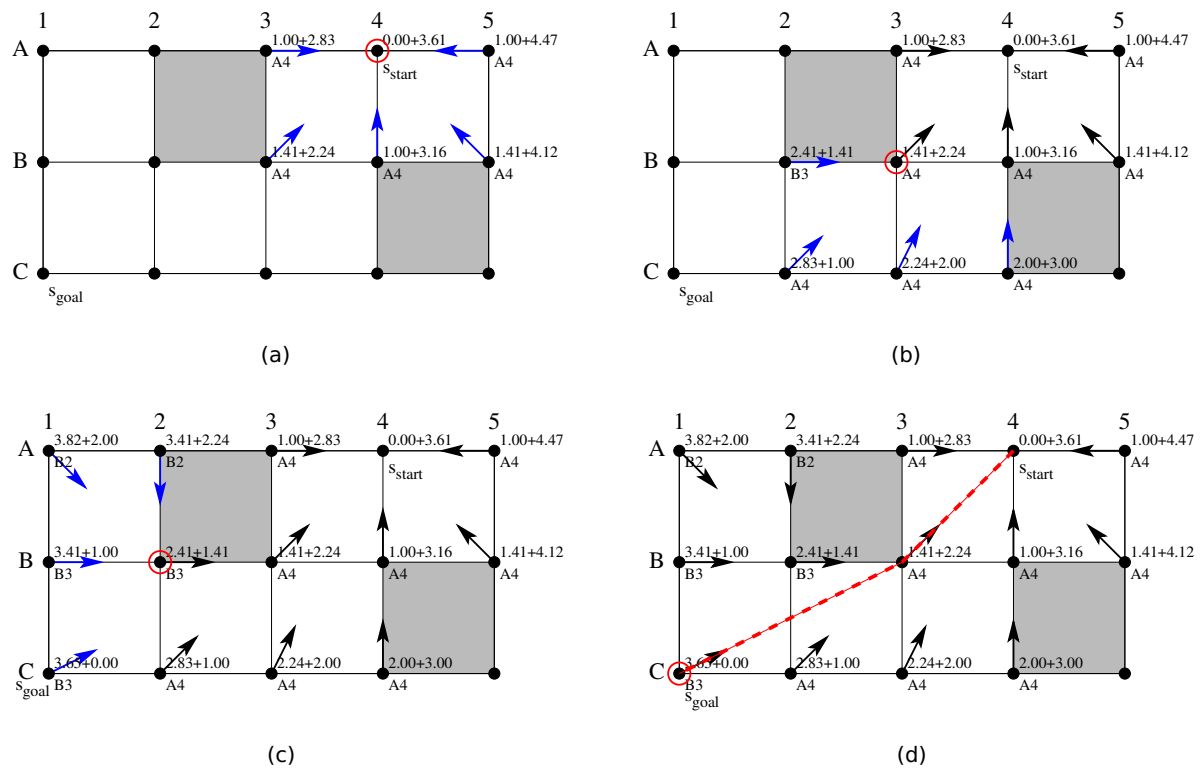 1 2 3 4 5
A 1.00+2.83 0.00+3.61 1.00+4.47
A4 s_start A4
B 1.41+2.24 1.00+3.16 1.41+4.12
A4 A4 A4
C
s_goal
(a)
1 2 3 4 5
A 1.00+2.83 0.00+3.61 1.00+4.47
A4 s_start A4
B 2.41+1.41 1.41+2.24 1.00+3.16 1.41+4.12
B3 A4 A4 A4
C 2.83+1.00 2.24+2.00 2.00+3.00
s_goal A4 A4 A4
(b)
1 2 3 4 5
A 3.82+2.00 3.41+2.24 1.00+2.83 0.00+3.61 1.00+4.47
B2 B2 A4 s_start A4
B 3.41+1.00 2.41+1.41 1.41+2.24 1.00+3.16 1.41+4.12
B3 B3 A4 A4 A4
C 3.65+0.00 2.83+1.00 2.24+2.00 2.00+3.00
s_goal B3 A4 A4 A4
(c)
1 2 3 4 5
A 3.82+2.00 3.41+2.24 1.00+2.83 0.00+3.61 1.00+4.47
B2 B2 A4 s_start A4
B 3.41+1.00 2.41+1.41 1.41+2.24 1.00+3.16 1.41+4.12
B3 B3 A4 A4 A4
C 3.65+0.00 2.83+1.00 2.24+2.00 2.00+3.00
B3 A4 A4 A4
s_goal
(d)